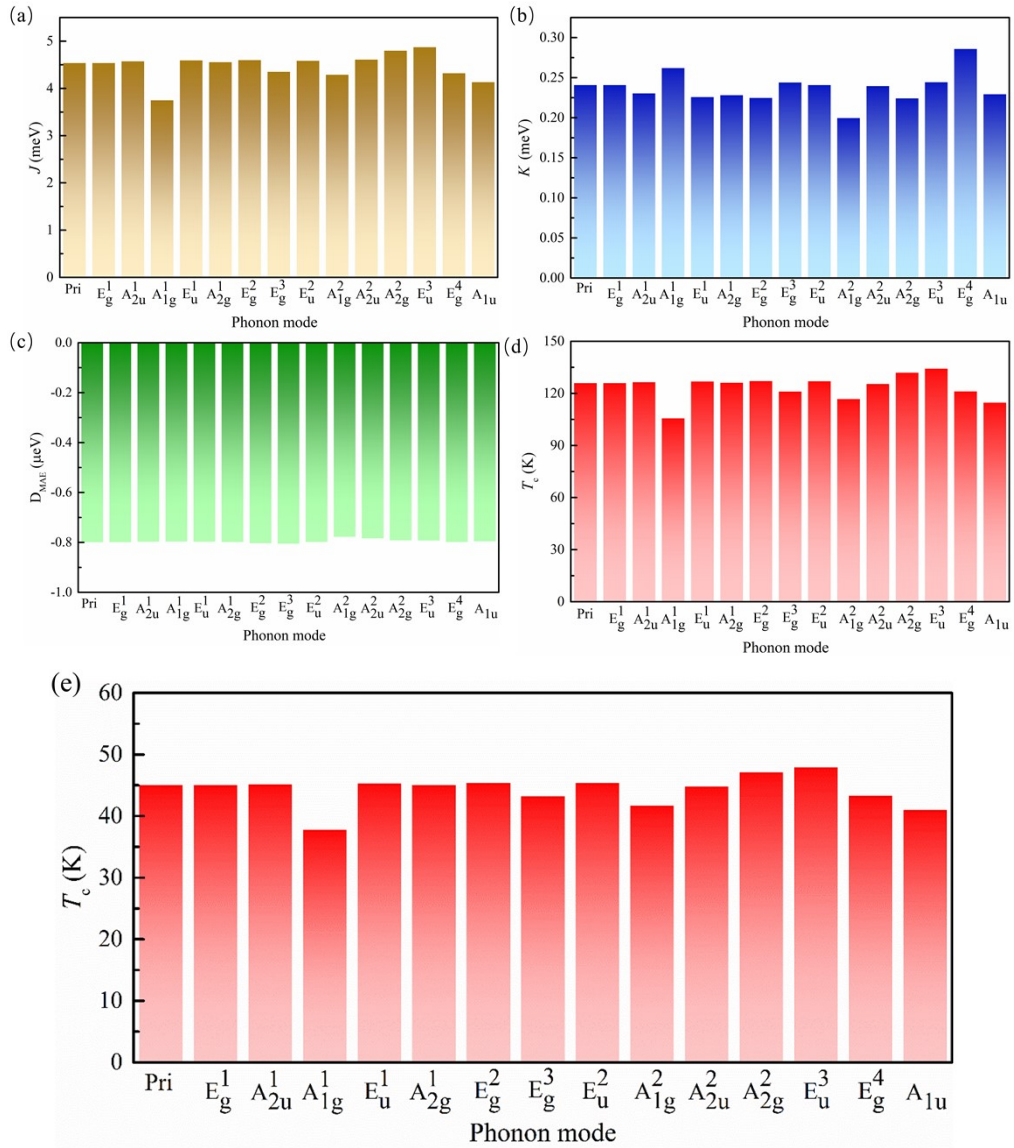 (a)
J (meV)
5
4
3
2
1
0
Pri E¹g A¹2u A¹1g E¹u A¹2g E²g E³g E²u A²1g A²2u A²2g E³u E⁴g A1u
Phonon mode
(b)
K (meV)
0.30
0.25
0.20
0.15
0.10
0.05
0.00
Pri E¹g A¹2u A¹1g E¹u A¹2g E²g E³g E²u A²1g A²2u A²2g E³u E⁴g A1u
Phonon mode
(c)
D_MAE (μeV)
0.0
-0.2
-0.4
-0.6
-0.8
-1.0
Pri E¹g A¹2u A¹1g E¹u A¹2g E²g E³g E²u A²1g A²2u A²2g E³u E⁴g A1u
Phonon mode
(d)
Tc (K)
150
120
90
60
30
0
Pri E¹g A¹2u A¹1g E¹u A¹2g E²g E³g E²u A²1g A²2u A²2g E³u E⁴g A1u
Phonon mode
(e)
Tc (K)
60
50
40
30
20
10
0
Pri E¹g A¹2u A¹1g E¹u A¹2g E²g E³g E²u A²1g A²2u A²2g E³u E⁴g A1u
Phonon mode